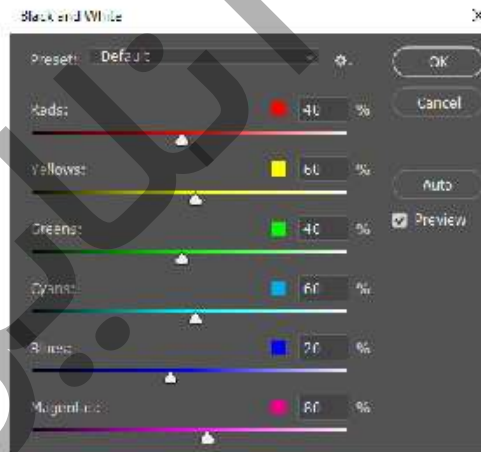 Black and White
Preset: Default
OK
Reds: 40 %
Cancel
Yellows: 60 %
Auto
Greens: 40 %
Preview
Cyans: 60 %
Blues: 20 %
Magentas: 80 %